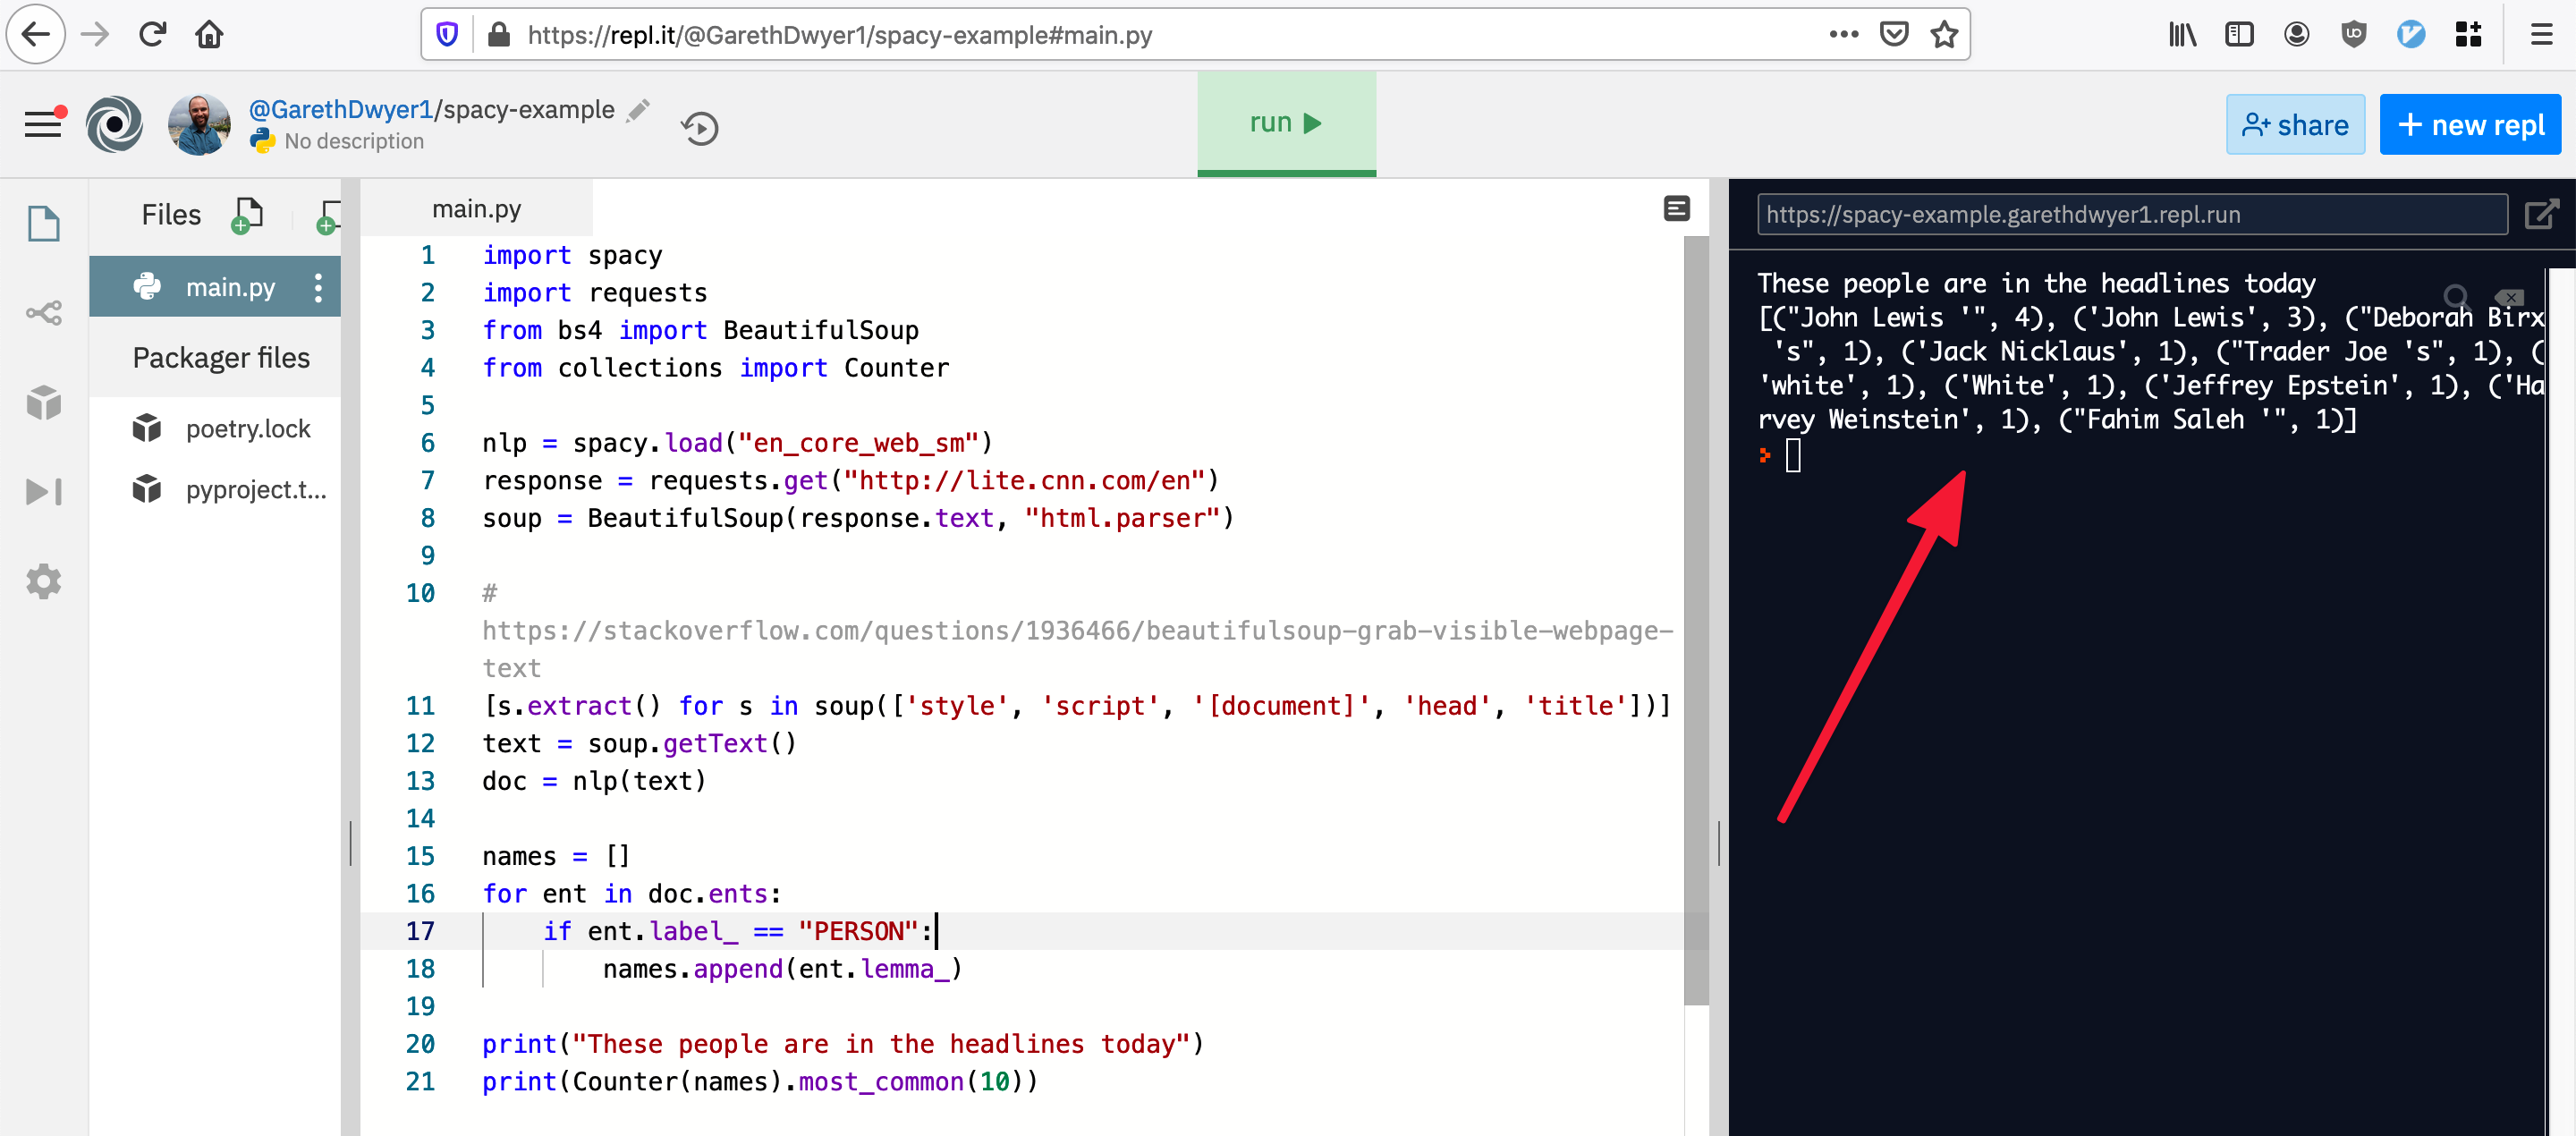 https://repl.it/@GarethDwyer1/spacy-example#main.py
@GarethDwyer1/spacy-example
No description
run
share
+ new repl
Files
main.py
Packager files
poetry.lock
pyproject.t...
main.py
1 import spacy
2 import requests
3 from bs4 import BeautifulSoup
4 from collections import Counter
5
6 nlp = spacy.load("en_core_web_sm")
7 response = requests.get("http://lite.cnn.com/en")
8 soup = BeautifulSoup(response.text, "html.parser")
9
10 #
https://stackoverflow.com/questions/1936466/beautifulsoup-grab-visible-webpage-
text
11 [s.extract() for s in soup(['style', 'script', '[document]', 'head', 'title'])]
12 text = soup.getText()
13 doc = nlp(text)
14
15 names = []
16 for ent in doc.ents:
17     if ent.label_ == "PERSON":
18         names.append(ent.lemma_)
19
20 print("These people are in the headlines today")
21 print(Counter(names).most_common(10))
https://spacy-example.garethdwyer1.repl.run
These people are in the headlines today
[("John Lewis '", 4), ('John Lewis', 3), ("Deborah Birx
 's", 1), ('Jack Nicklaus', 1), ("Trader Joe 's", 1), (
'white', 1), ('White', 1), ('Jeffrey Epstein', 1), ('Ha
rvey Weinstein', 1), ("Fahim Saleh '", 1)]